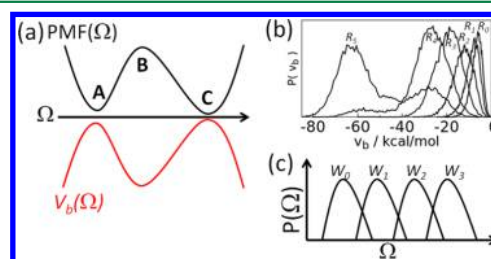 (a) PMF(Ω)
A
B
C
Ω
V_b(Ω)
(b)
P(v_b)
R_5
R_3
R_2
R_1
R_0
-80 -60 -40 -20 0
v_b / kcal/mol
(c)
P(Ω)
W_0 W_1 W_2 W_3
Ω